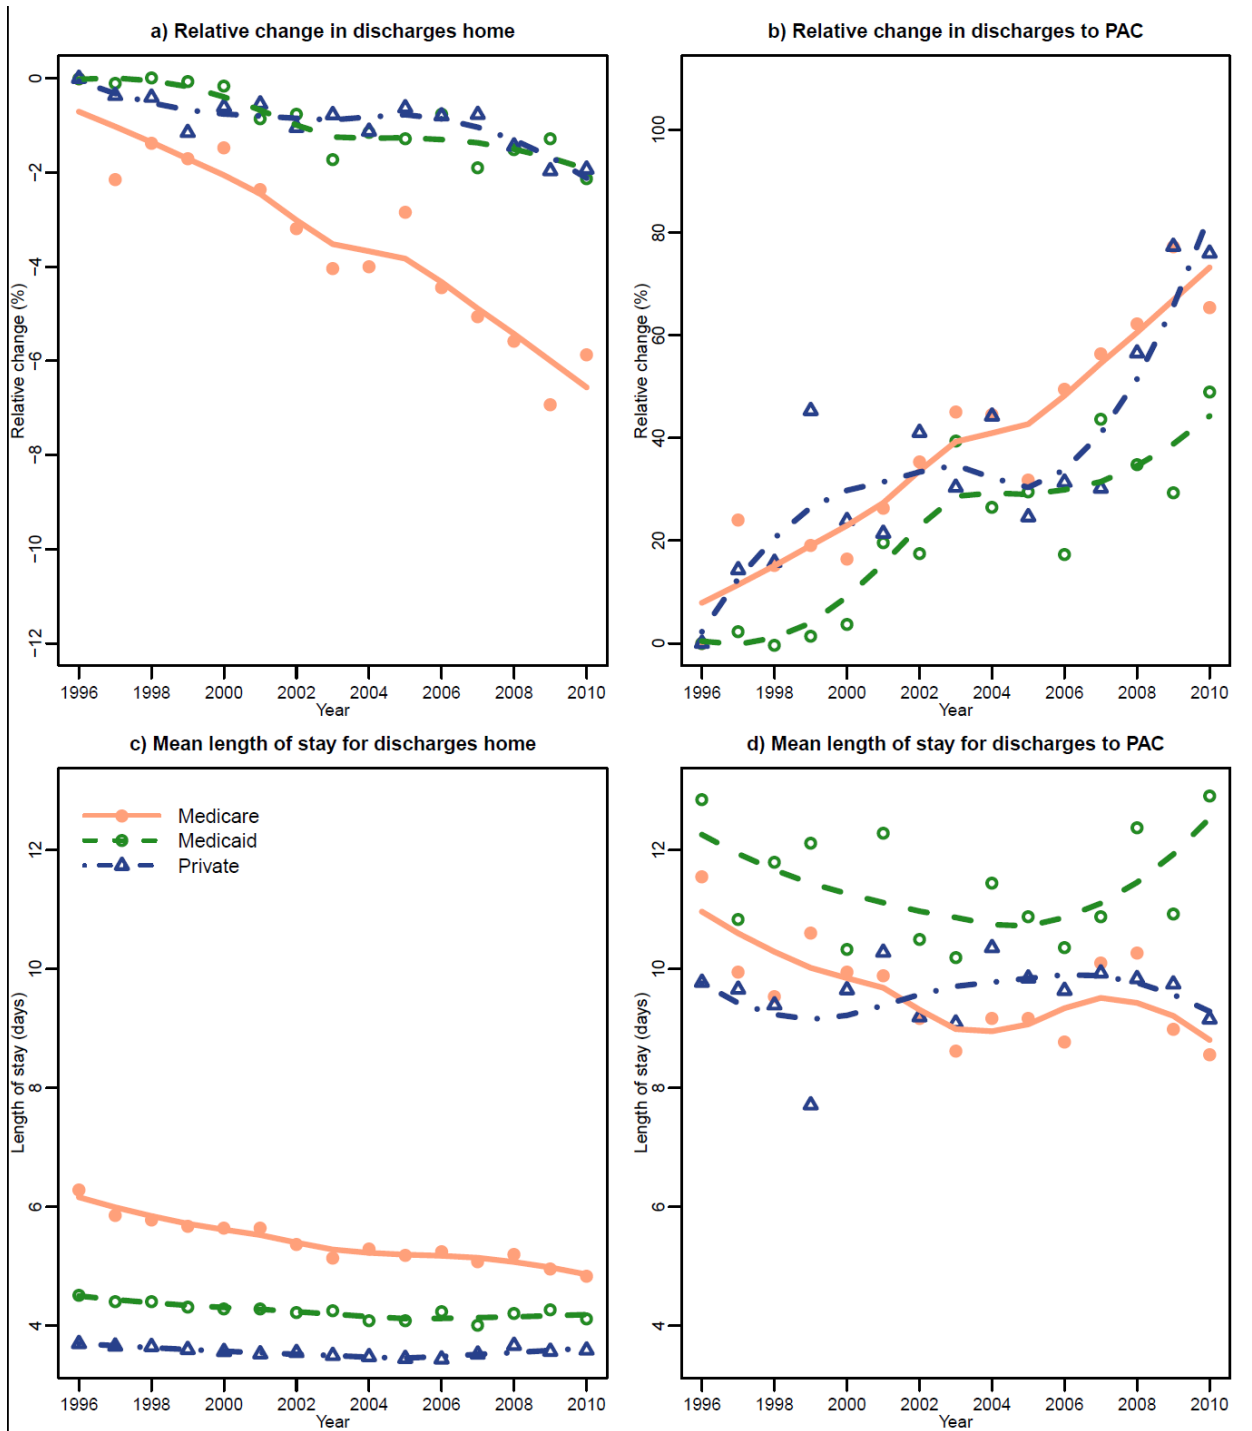 a) Relative change in discharges home
Relative change (%)
0
−2
−4
−6
−8
−10
−12
1996 1998 2000 2002 2004 2006 2008 2010
Year
b) Relative change in discharges to PAC
Relative change (%)
100
80
60
40
20
0
1996 1998 2000 2002 2004 2006 2008 2010
Year
c) Mean length of stay for discharges home
Length of stay (days)
12
10
8
6
4
Medicare
Medicaid
Private
1996 1998 2000 2002 2004 2006 2008 2010
Year
d) Mean length of stay for discharges to PAC
Length of stay (days)
12
10
8
6
4
1996 1998 2000 2002 2004 2006 2008 2010
Year